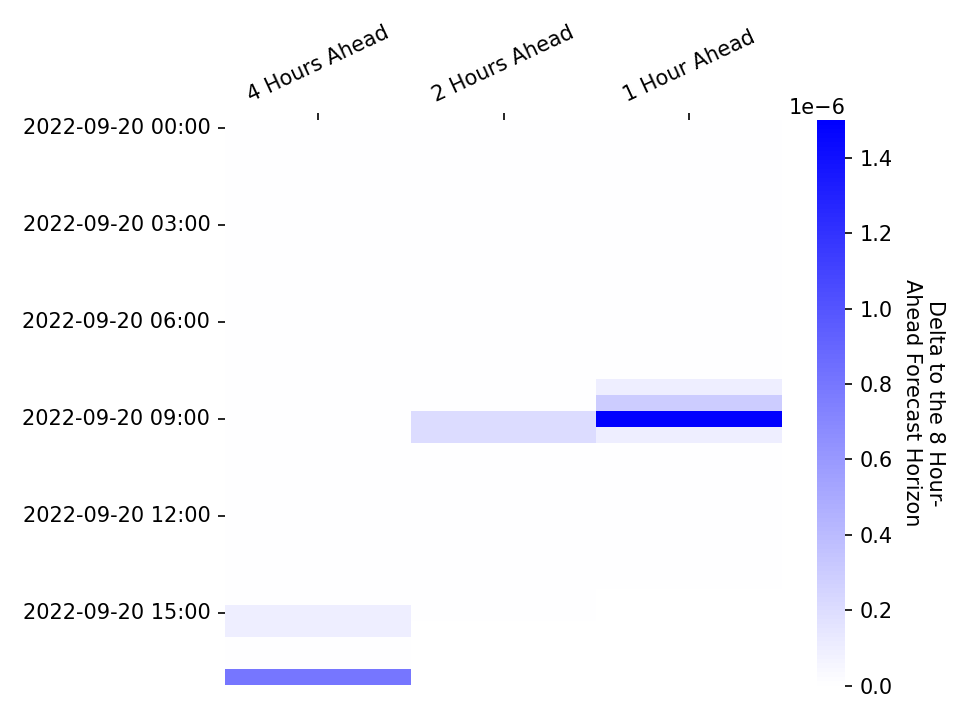 4 Hours Ahead
2 Hours Ahead
1 Hour Ahead
1e−6
2022-09-20 00:00
2022-09-20 03:00
2022-09-20 06:00
2022-09-20 09:00
2022-09-20 12:00
2022-09-20 15:00
1.4
1.2
1.0
0.8
0.6
0.4
0.2
0.0
Delta to the 8 Hour-
Ahead Forecast Horizon